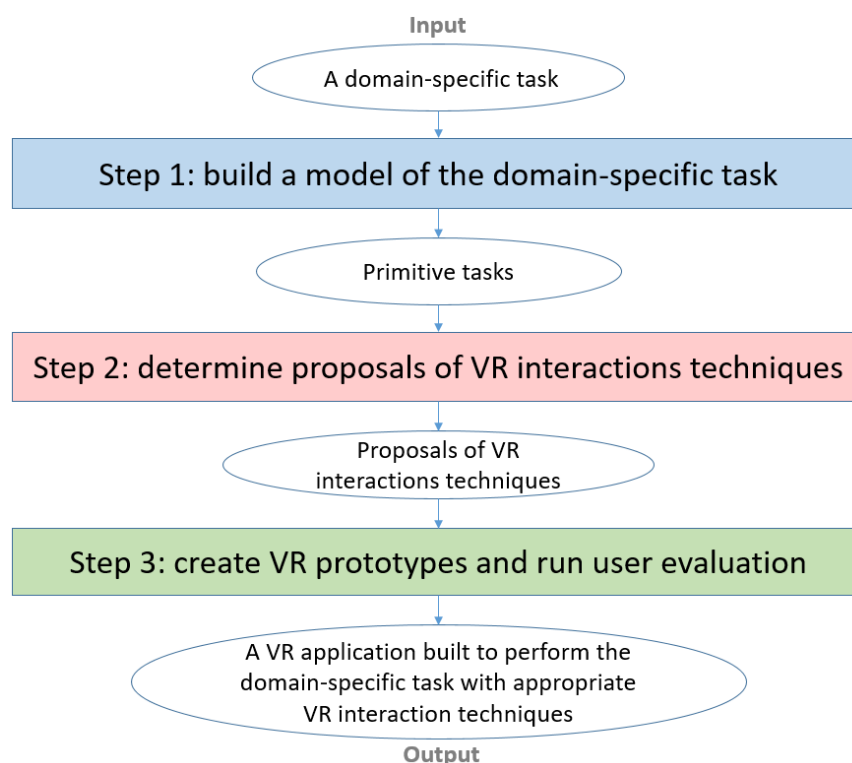 Input
A domain-specific task
Step 1: build a model of the domain-specific task
Primitive tasks
Step 2: determine proposals of VR interactions techniques
Proposals of VR
interactions techniques
Step 3: create VR prototypes and run user evaluation
A VR application built to perform the
domain-specific task with appropriate
VR interaction techniques
Output